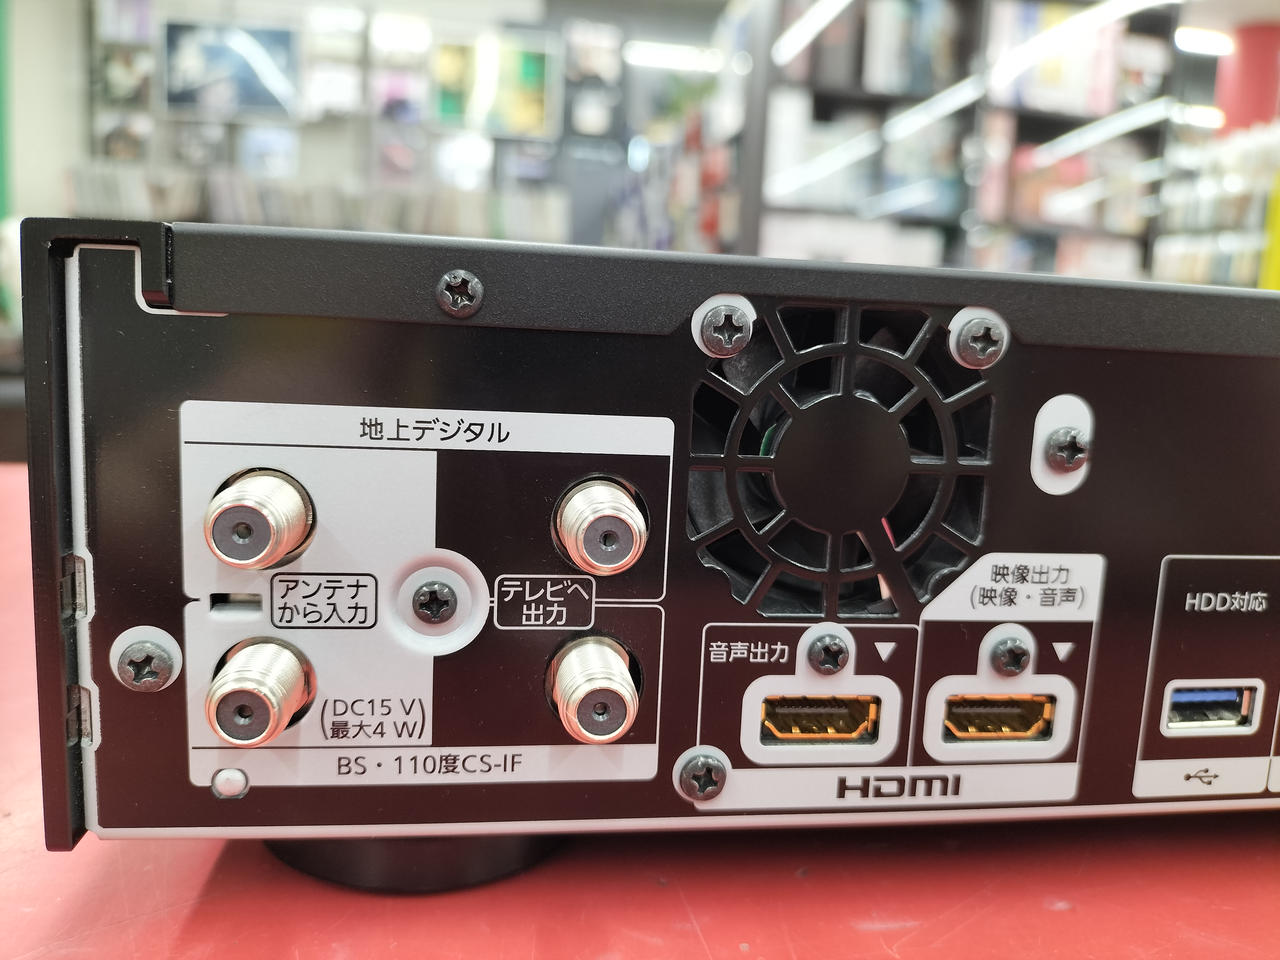 地上デジタル
アンテナ
から入力
テレビへ
出力
(DC15 V)
(最大4 W)
BS・110度CS-IF
音声出力
映像出力
(映像・音声)
HDMI
HDD対応